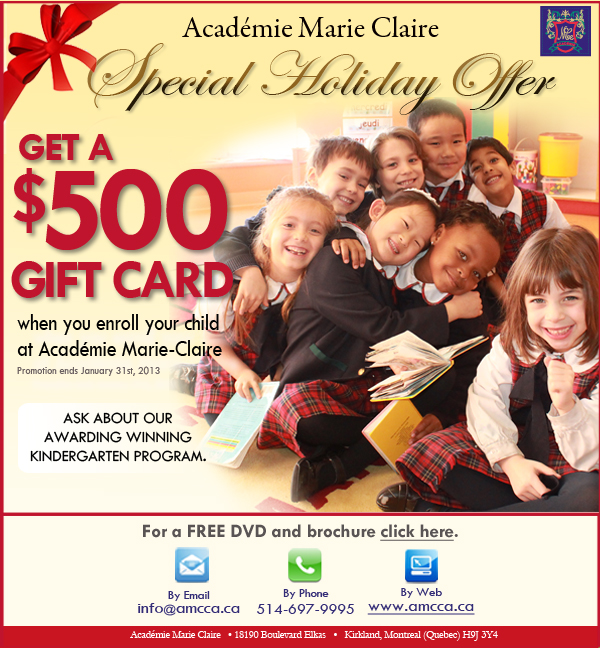 Académie Marie Claire
Special Holiday Offer
GET A
$500
GIFT CARD
when you enroll your child
at Académie Marie-Claire
Promotion ends January 31st, 2013
ASK ABOUT OUR
AWARDING WINNING
KINDERGARTEN PROGRAM.
jeudi
For a FREE DVD and brochure click here.
By Email
info@amcca.ca
By Phone
514-697-9995
By Web
www.amcca.ca
Académie Marie Claire • 18190 Boulevard Elkas • Kirkland, Montreal (Quebec) H9J 3Y4